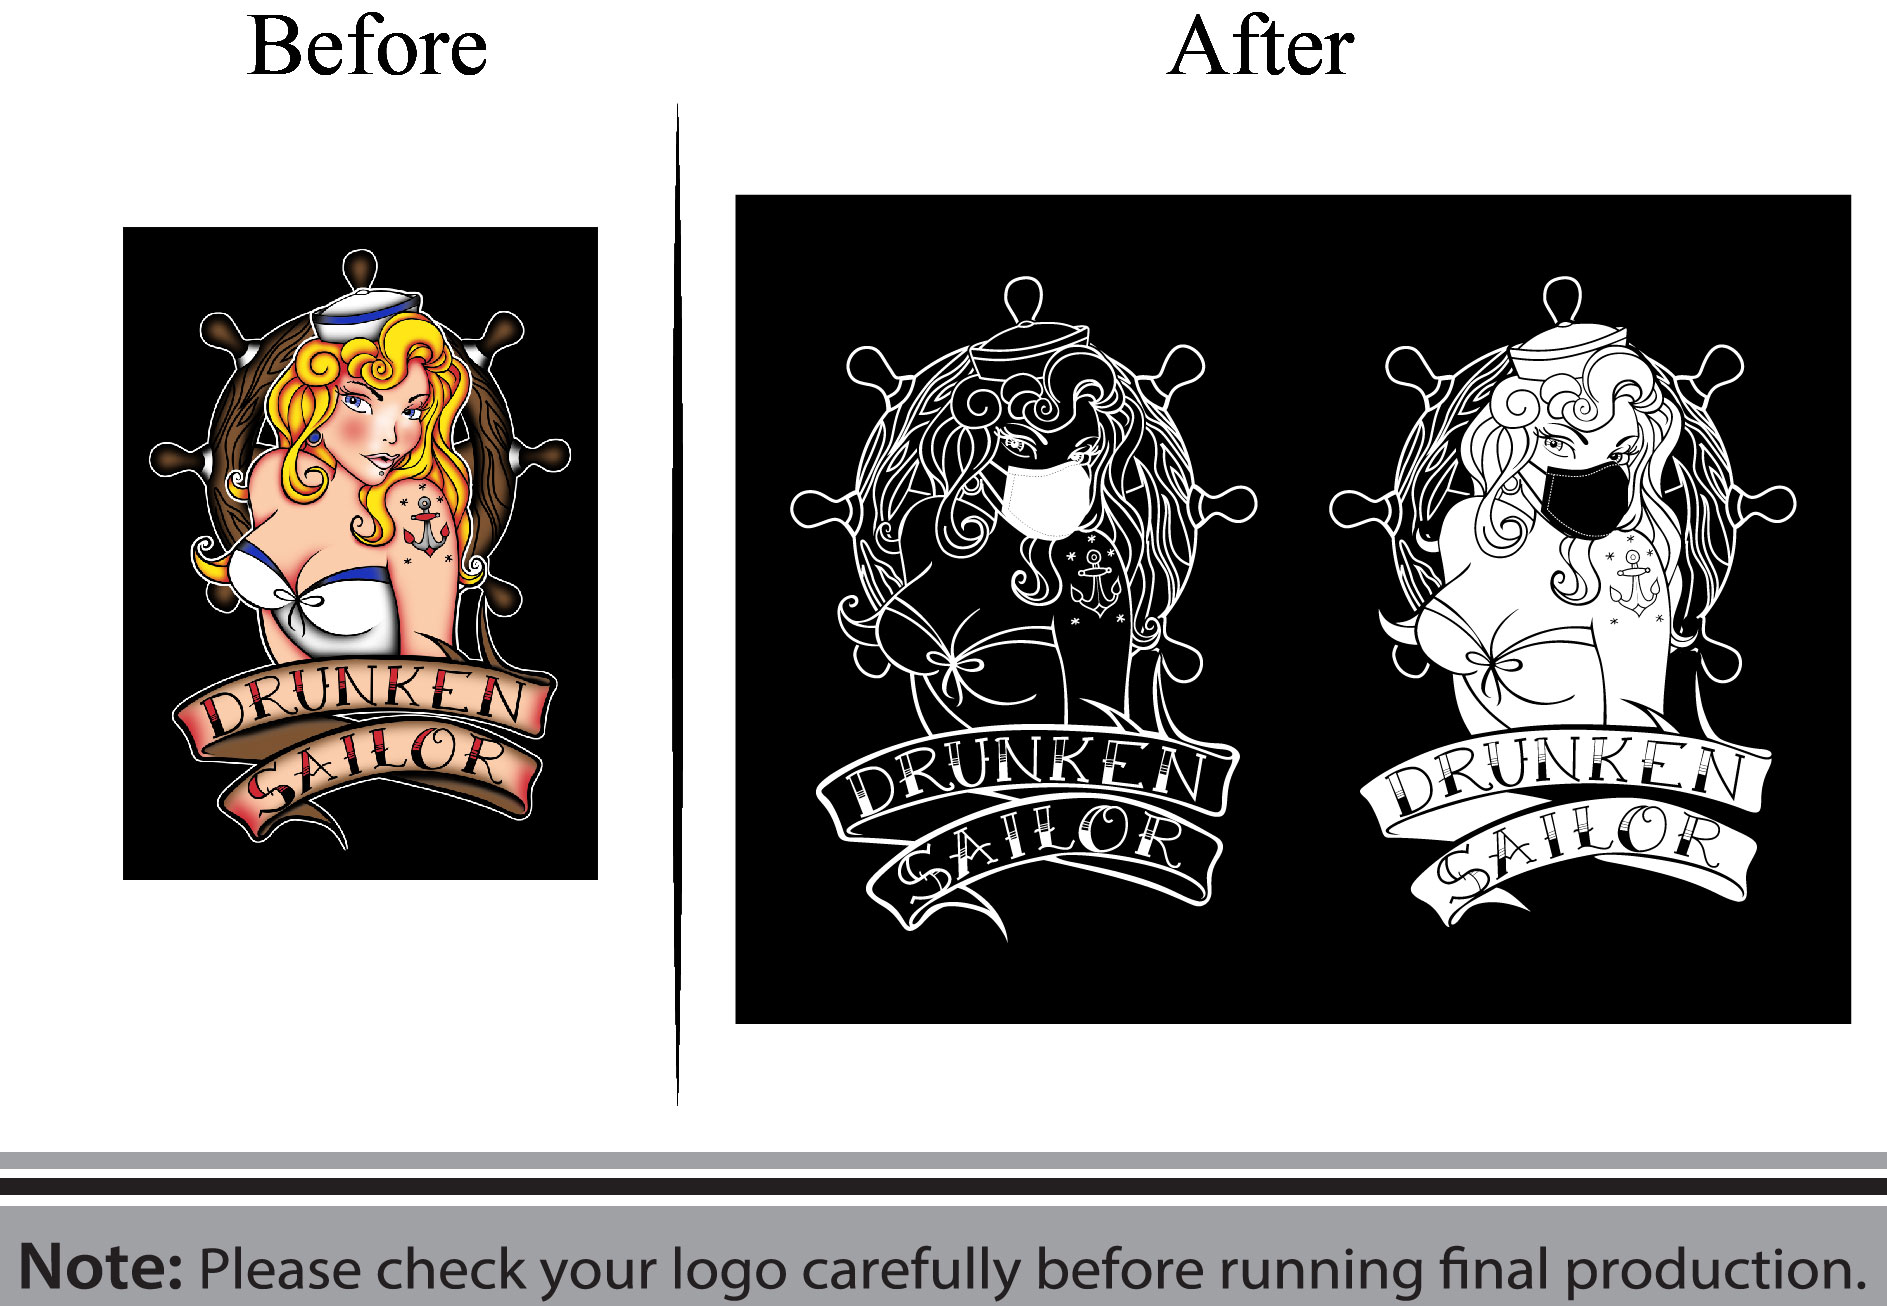 Before
After
DRUNKEN
SAILOR
DRUNKEN
SAILOR
DRUNKEN
SAILOR
Note: Please check your logo carefully before running final production.